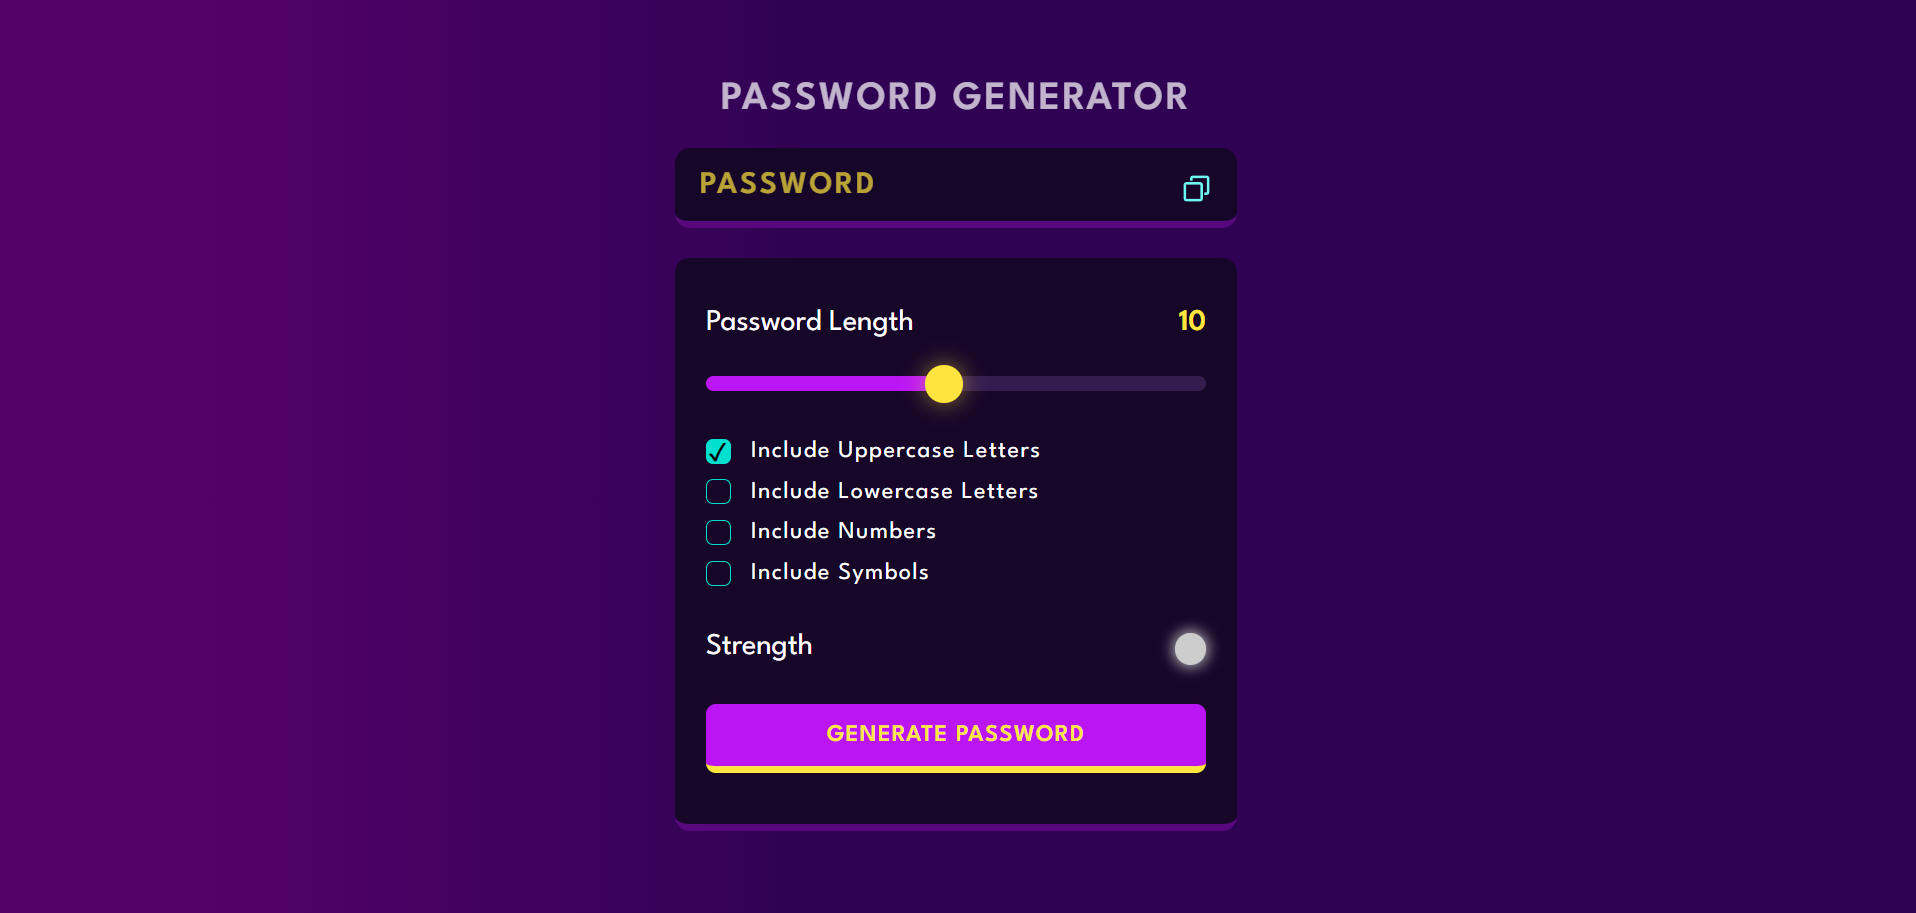 PASSWORD GENERATOR
PASSWORD
Password Length 10
Include Uppercase Letters
Include Lowercase Letters
Include Numbers
Include Symbols
Strength
GENERATE PASSWORD